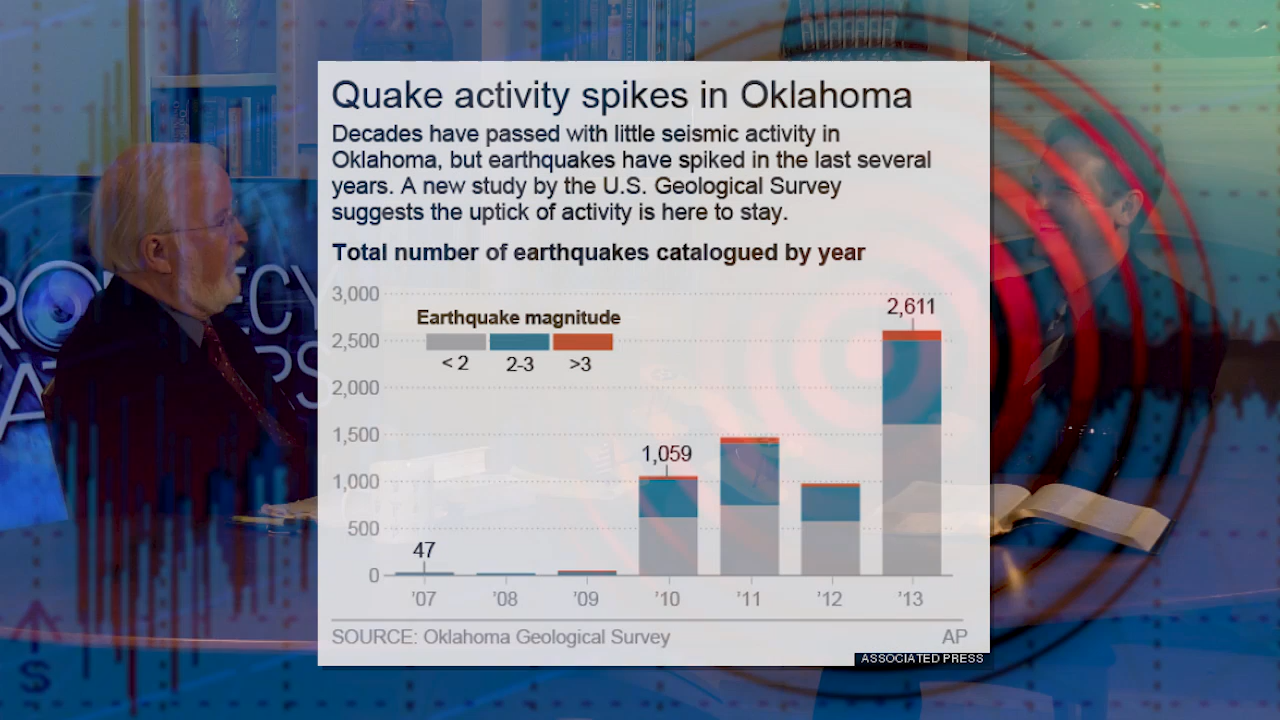 Quake activity spikes in Oklahoma
Decades have passed with little seismic activity in
Oklahoma, but earthquakes have spiked in the last several
years. A new study by the U.S. Geological Survey
suggests the uptick of activity is here to stay.
Total number of earthquakes catalogued by year
3,000
2,500
2,000
1,500
1,000
500
0
Earthquake magnitude
< 2
2-3
>3
47
1,059
2,611
'07
'08
'09
'10
'11
'12
'13
SOURCE: Oklahoma Geological Survey
AP
ASSOCIATED PRESS
S